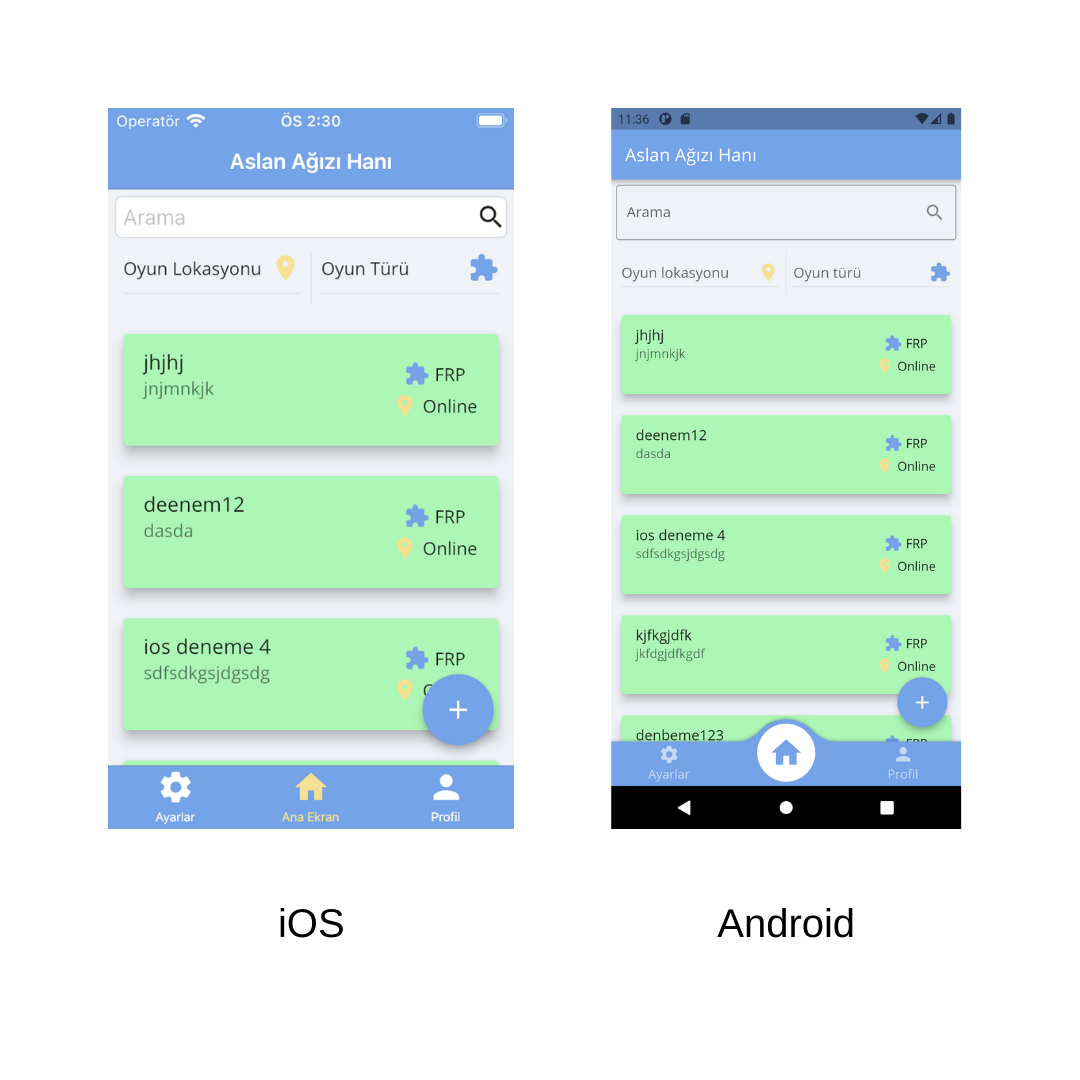 Operatör ÖS 2:30
Aslan Ağızı Hanı
Arama
Oyun Lokasyonu Oyun Türü
jhjhj
jnjmnkjk
FRP
Online
deenem12
dasda
FRP
Online
ios deneme 4
sdfsdkgsjdgsdg
FRP
Ayarlar Ana Ekran Profil
iOS
11:36
Aslan Ağızı Hanı
Arama
Oyun lokasyonu Oyun türü
jhjhj
jnjmnkjk
FRP
Online
deenem12
dasda
FRP
Online
ios deneme 4
sdfsdkgsjdgsdg
FRP
Online
kjfkgjdfk
jkfdgjdfkgdf
FRP
Online
denbeme123
Ayarlar Profil
Android